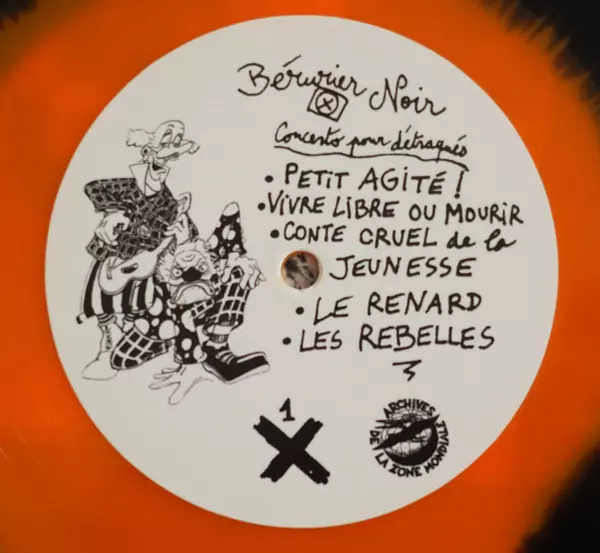 Bérurier Noir
Concerto pour détraqués
• PETIT AGITÉ !
• VIVRE LIBRE OU MOURIR
• CONTE CRUEL de la
JEUNESSE
• LE RENARD
• LES REBELLES
1
ARCHIVES
DE LA ZONE MONDIALE